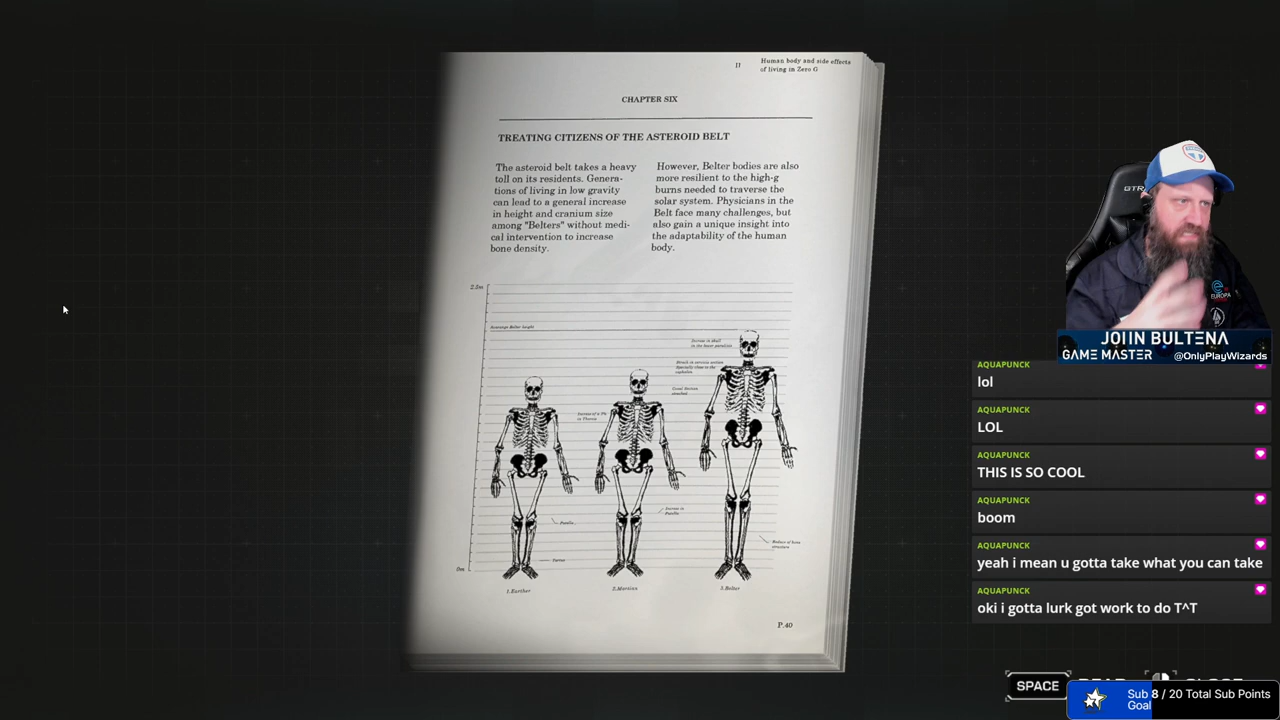 11
Human body and side effects
of living in Zero G
CHAPTER SIX
TREATING CITIZENS OF THE ASTEROID BELT
The asteroid belt takes a heavy
toll on its residents. Genera-
tions of living in low gravity
can lead to a general increase
in height and cranium size
among "Belters" without medi-
cal intervention to increase
bone density.
However, Belter bodies are also
more resilient to the high-g
burns needed to traverse the
solar system. Physicians in the
Belt face many challenges, but
also gain a unique insight into
the adaptability of the human
body.
0m
Patella
Tarsus
1.Earther
2.Martian
3.Belter
P.40
GTR
EUROPA
JOHN BULTENA
GAME MASTER
@OnlyPlayWizards
AQUAPUNCK
lol
AQUAPUNCK
LOL
AQUAPUNCK
THIS IS SO COOL
AQUAPUNCK
boom
AQUAPUNCK
yeah i mean u gotta take what you can take
AQUAPUNCK
oki i gotta lurk got work to do T^T
SPACE
Sub
Goal
8 / 20 Total Sub Points